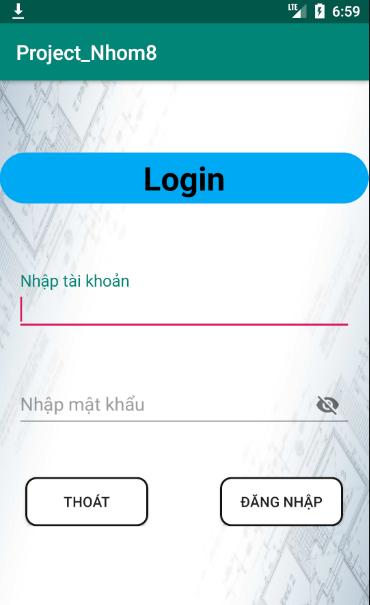 LTE 6:59
Project_Nhom8
Login
Nhập tài khoản
Nhập mật khẩu
THOÁT ĐĂNG NHẬP